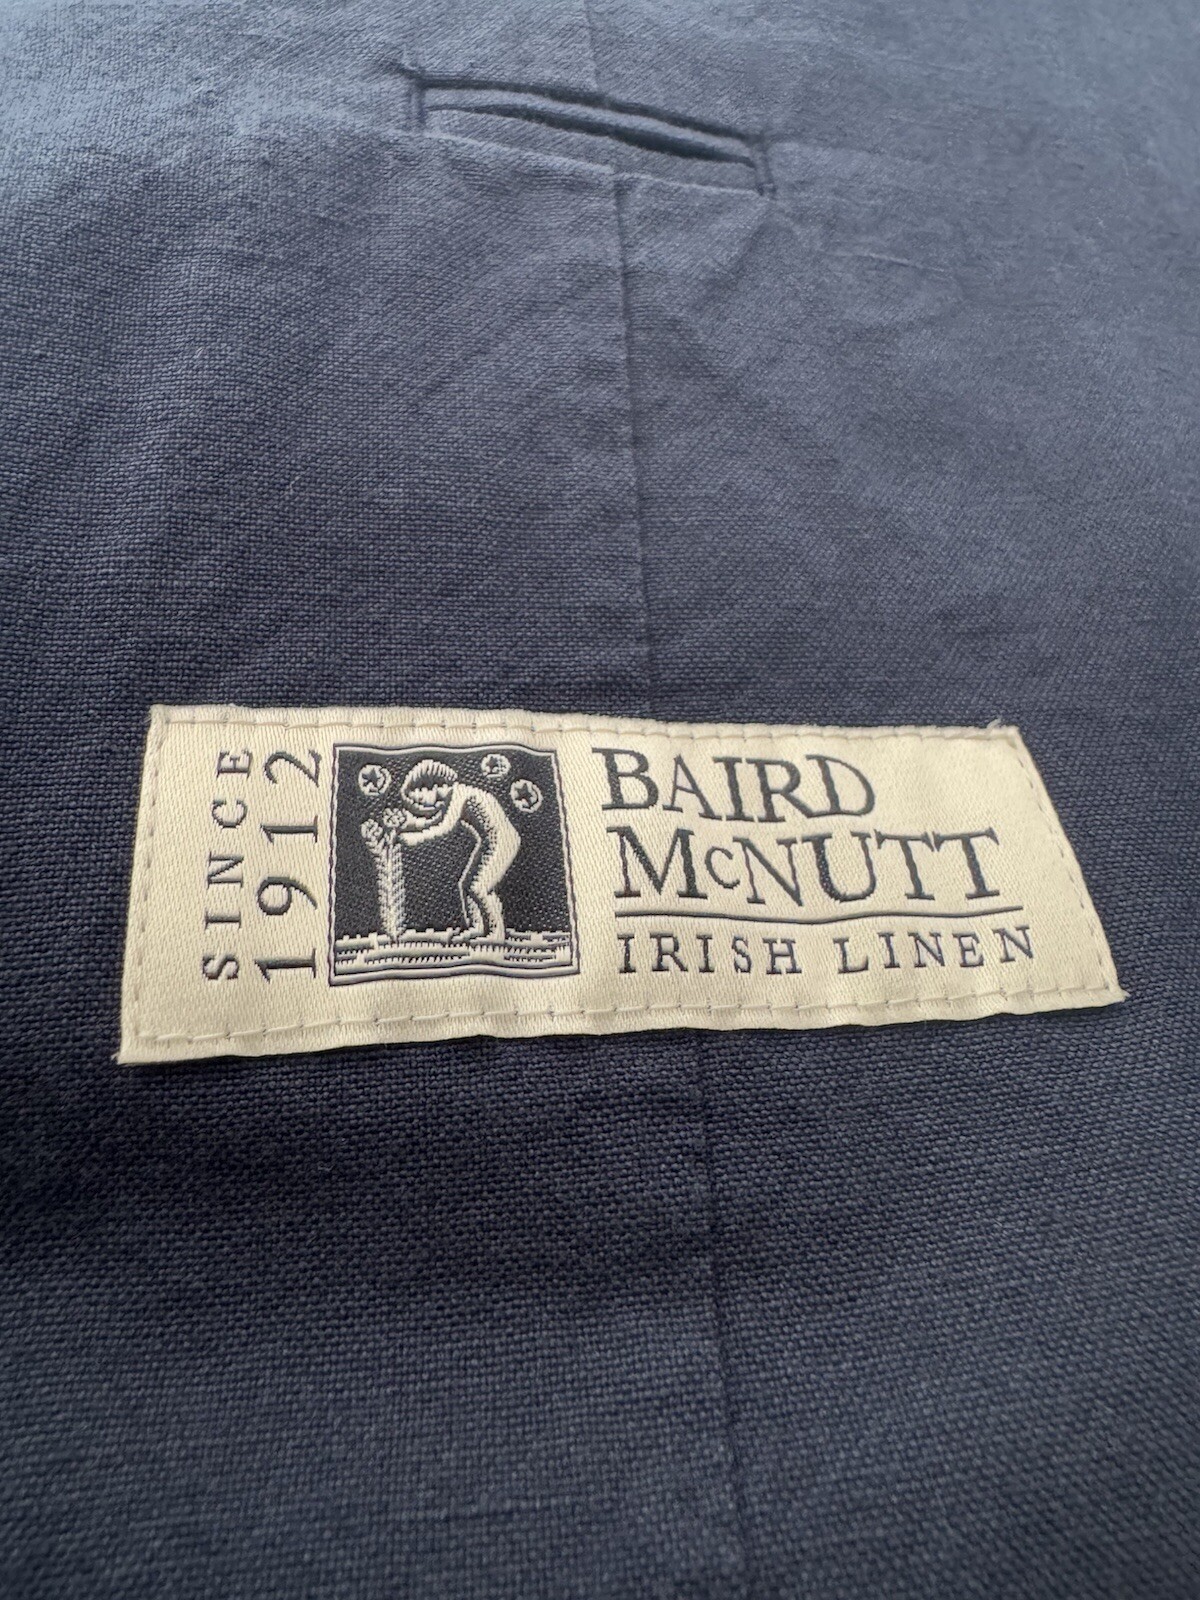 SINCE
1912
BAIRD
McNUTT
IRISH LINEN